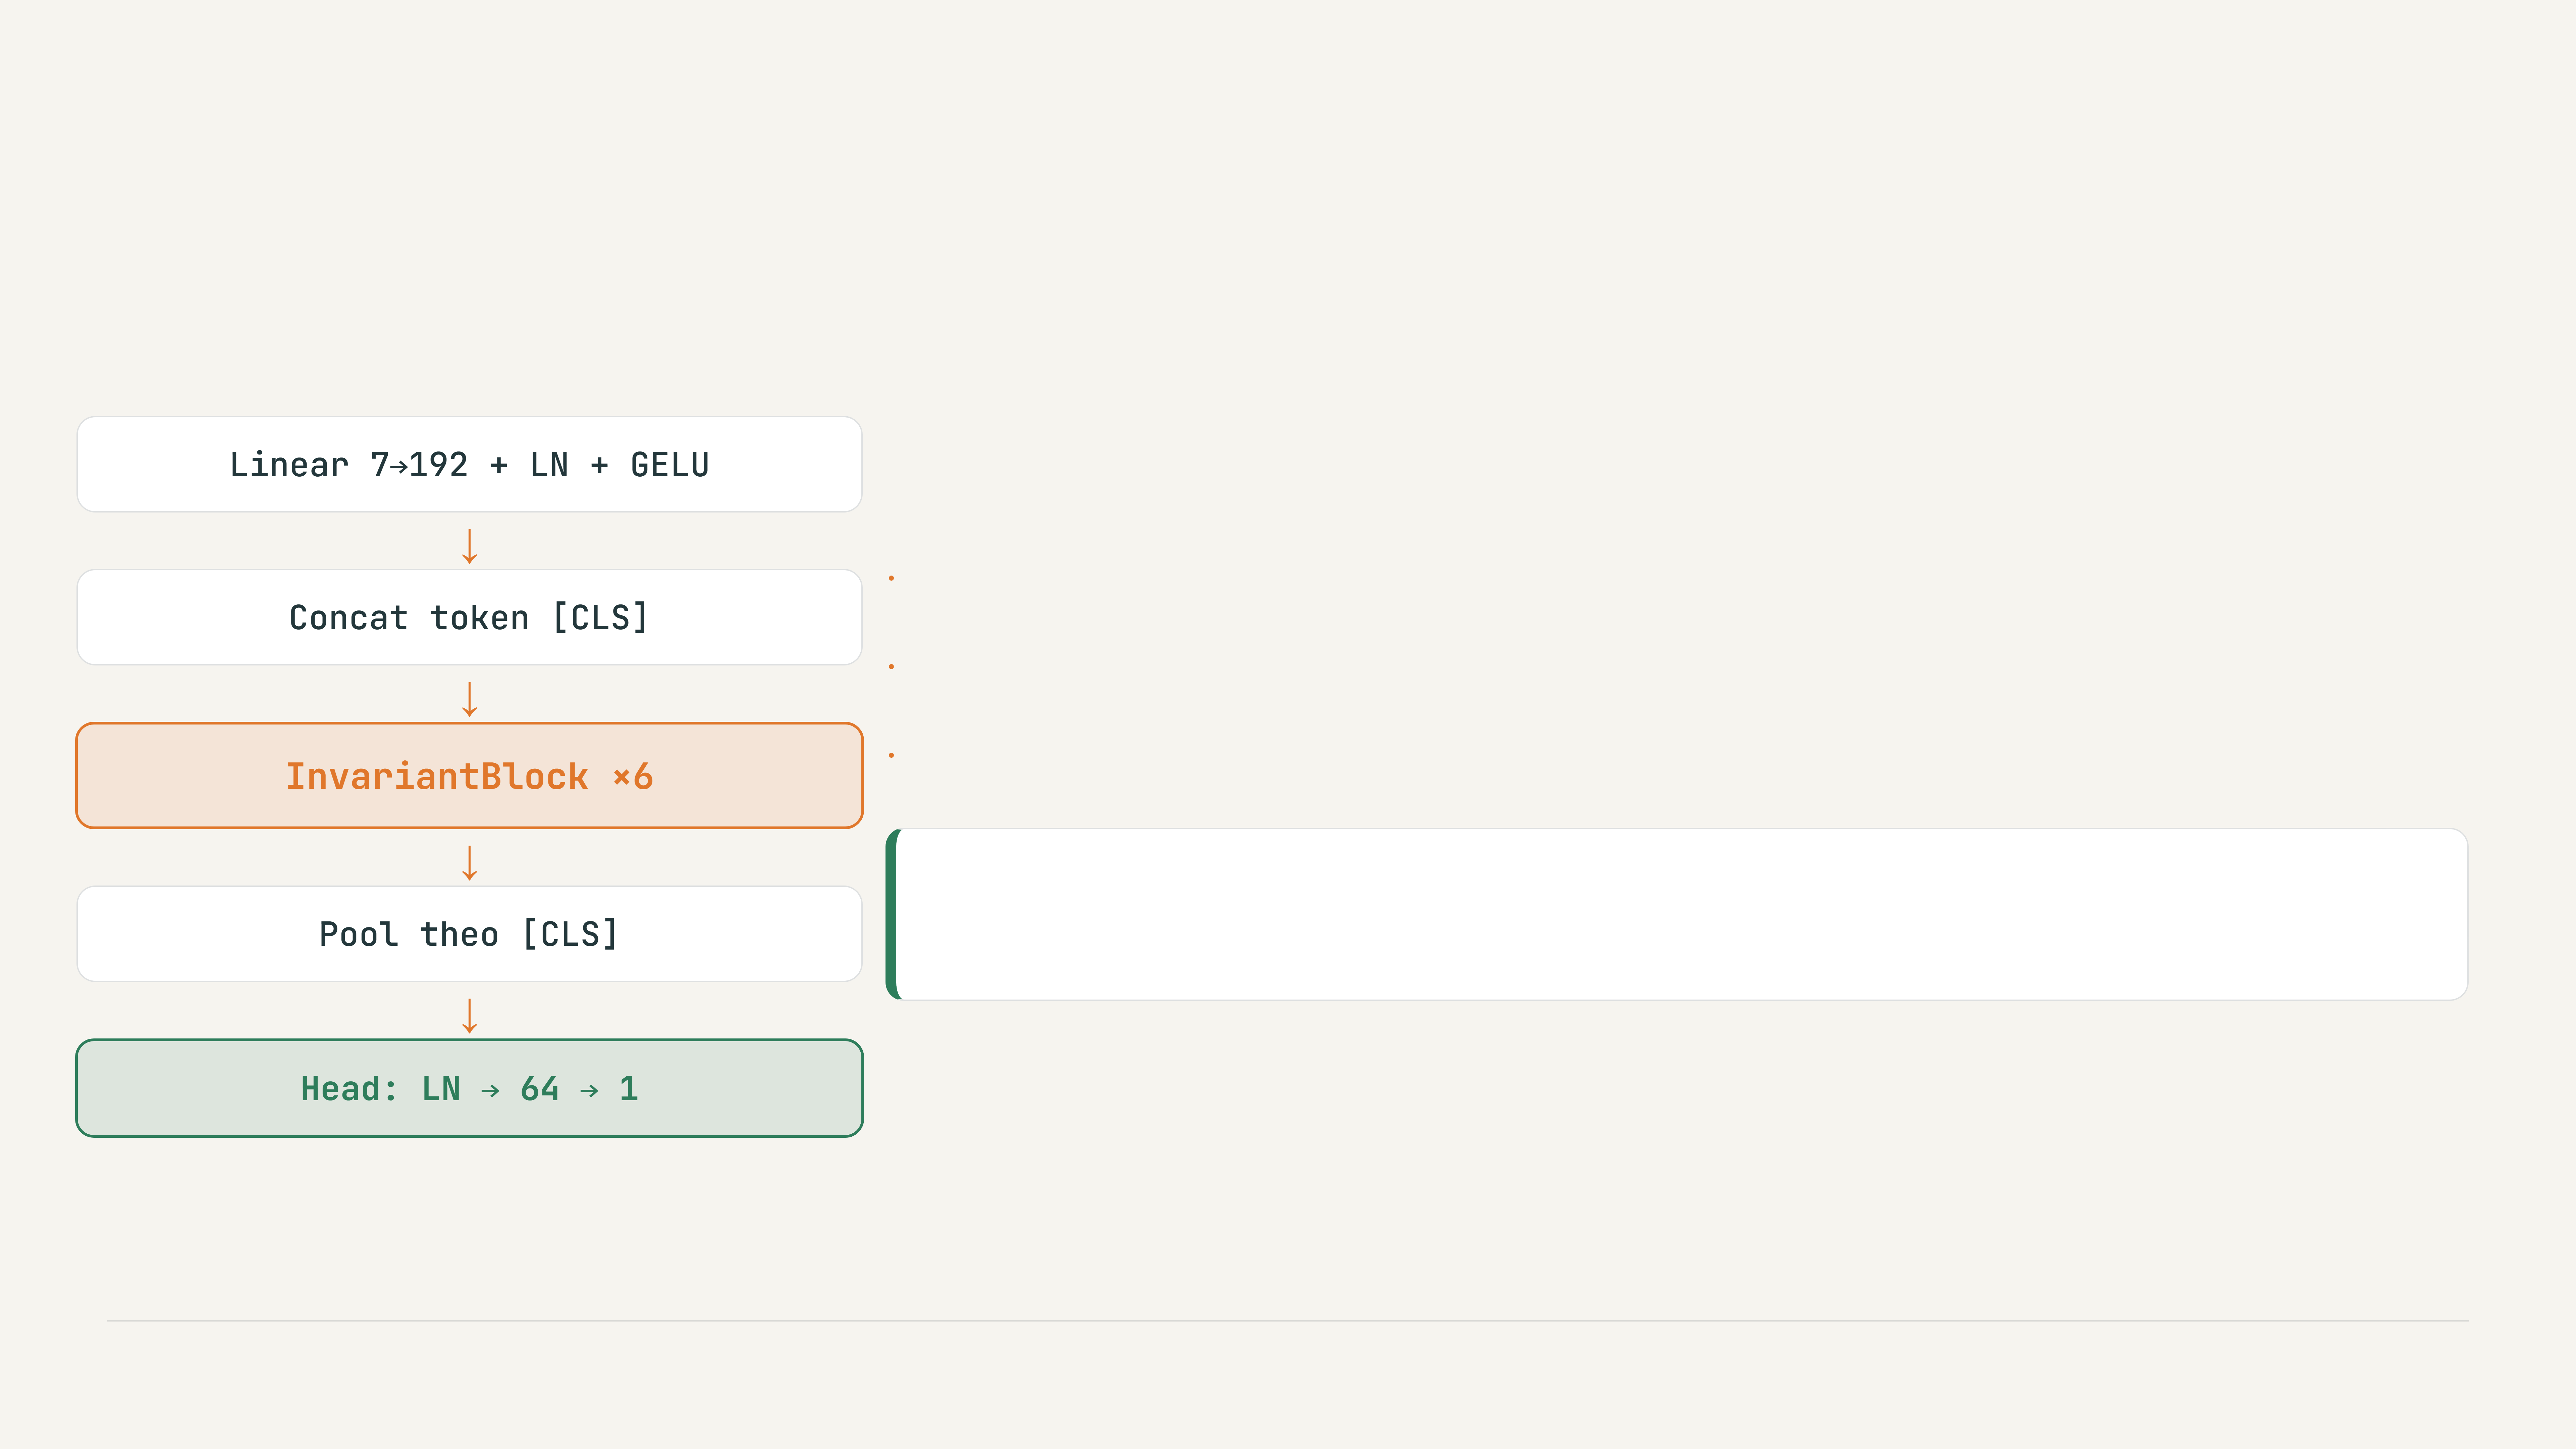 Linear 7→192 + LN + GELU
↓
Concat token [CLS]
↓
InvariantBlock ×6
↓
Pool theo [CLS]
↓
Head: LN → 64 → 1